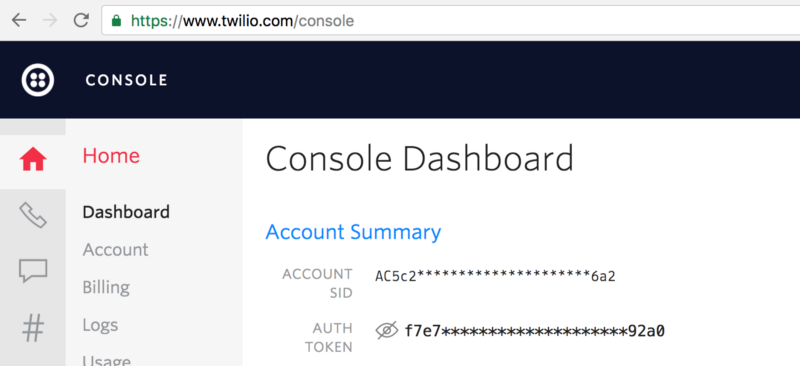 https://www.twilio.com/console
CONSOLE
Home
Dashboard
Account
Billing
Logs
Usage
Console Dashboard
Account Summary
ACCOUNT SID AC5c2*********************6a2
AUTH TOKEN f7e7********************92a0